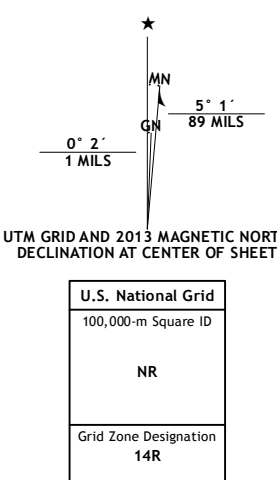 ★
MN
GN
5° 1´
89 MILS
0° 2´
1 MILS
UTM GRID AND 2013 MAGNETIC NORT
DECLINATION AT CENTER OF SHEET
U.S. National Grid
100,000-m Square ID
NR
Grid Zone Designation
14R